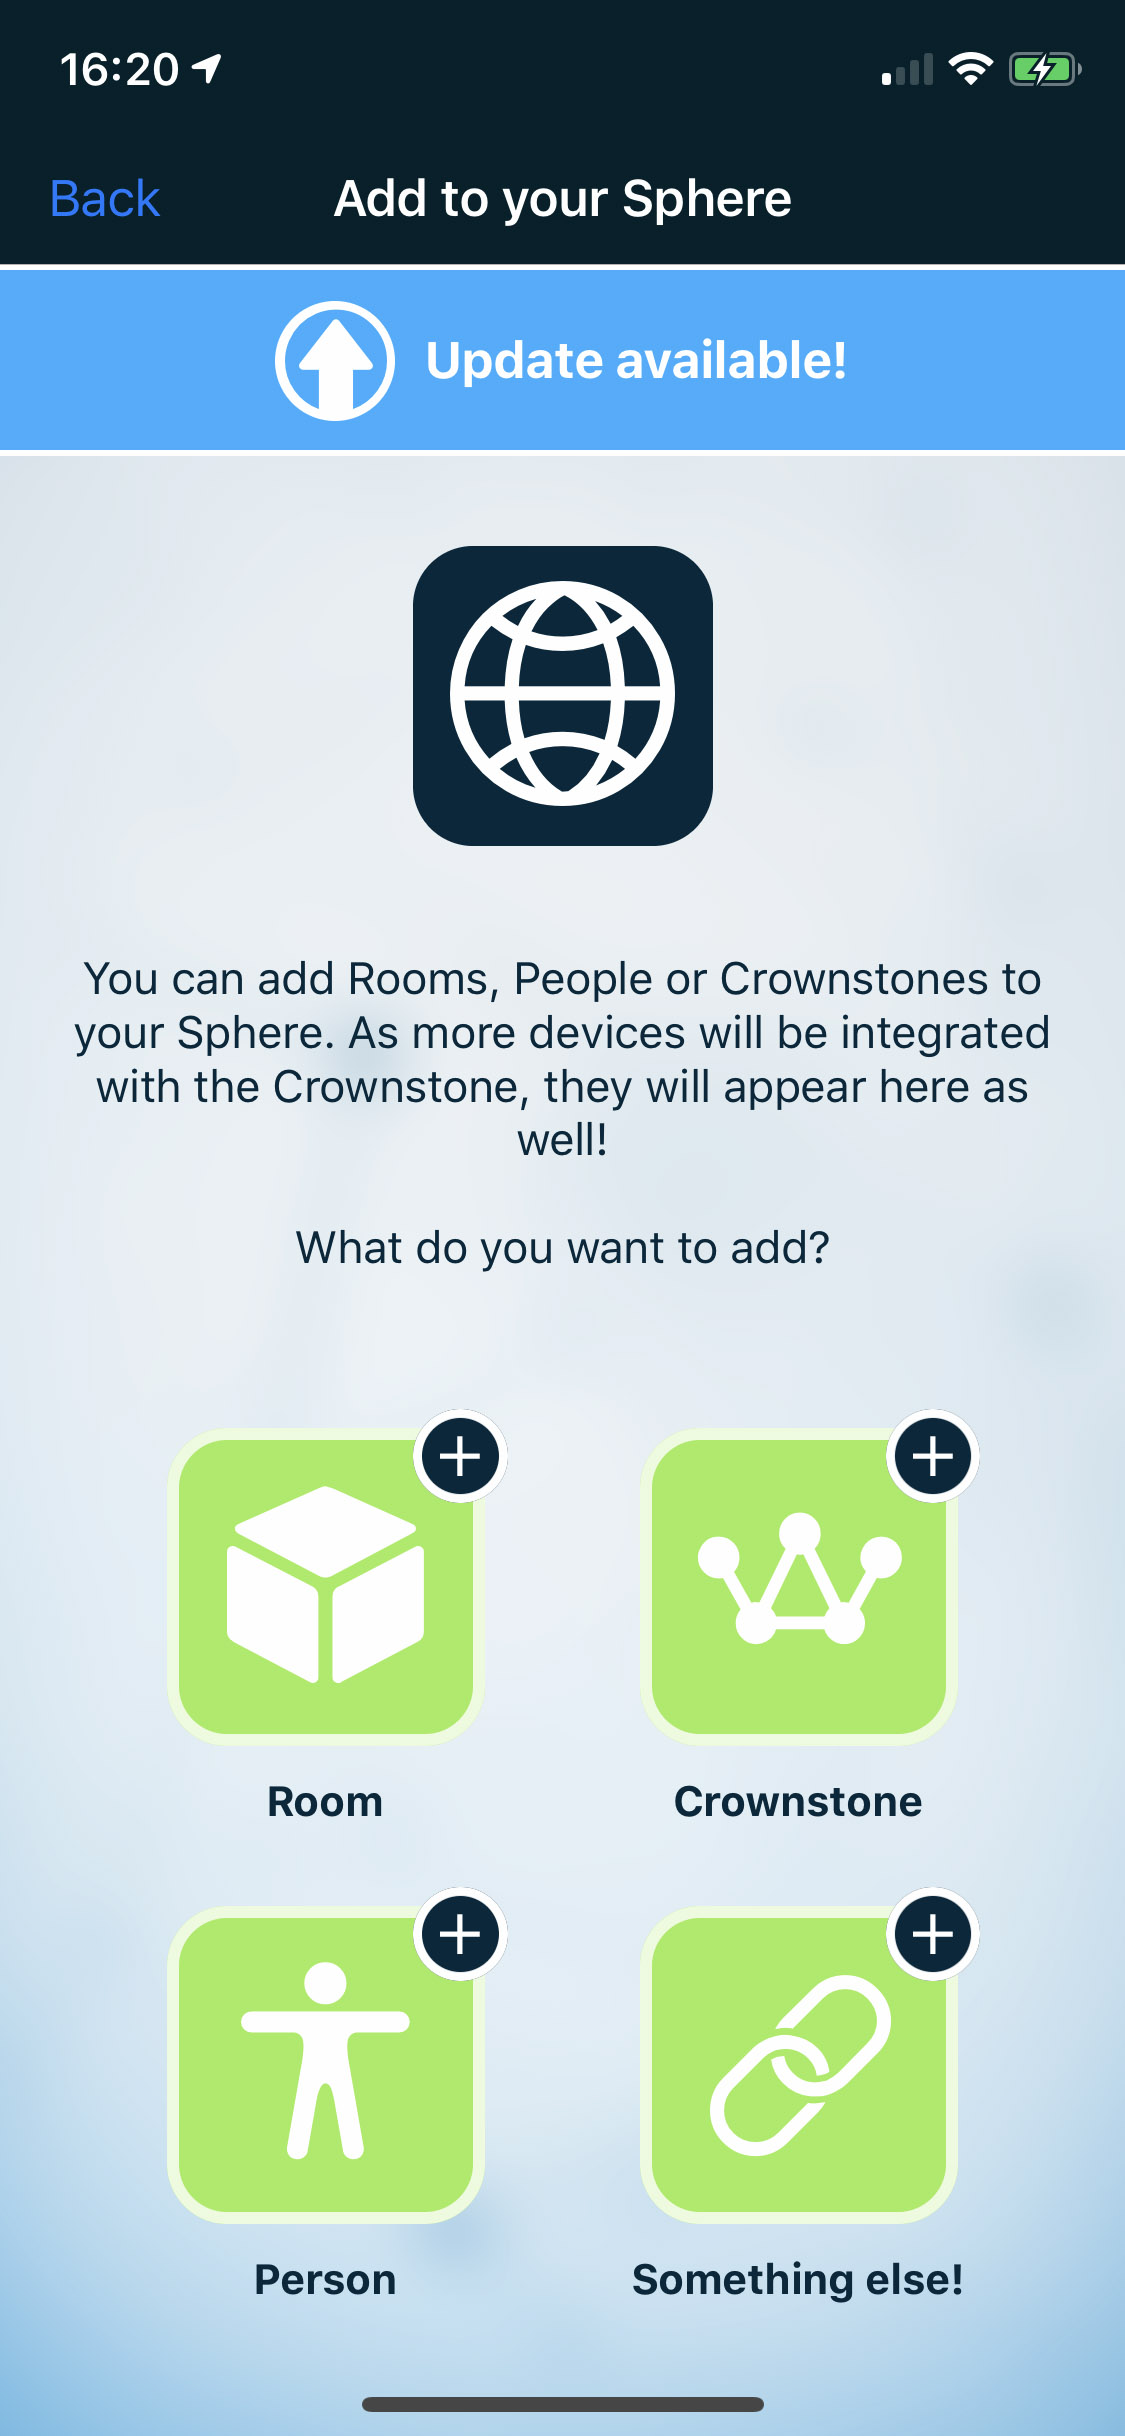 16:20
Back
Add to your Sphere
Update available!
You can add Rooms, People or Crownstones to
your Sphere. As more devices will be integrated
with the Crownstone, they will appear here as
well!
What do you want to add?
Room
Crownstone
Person
Something else!